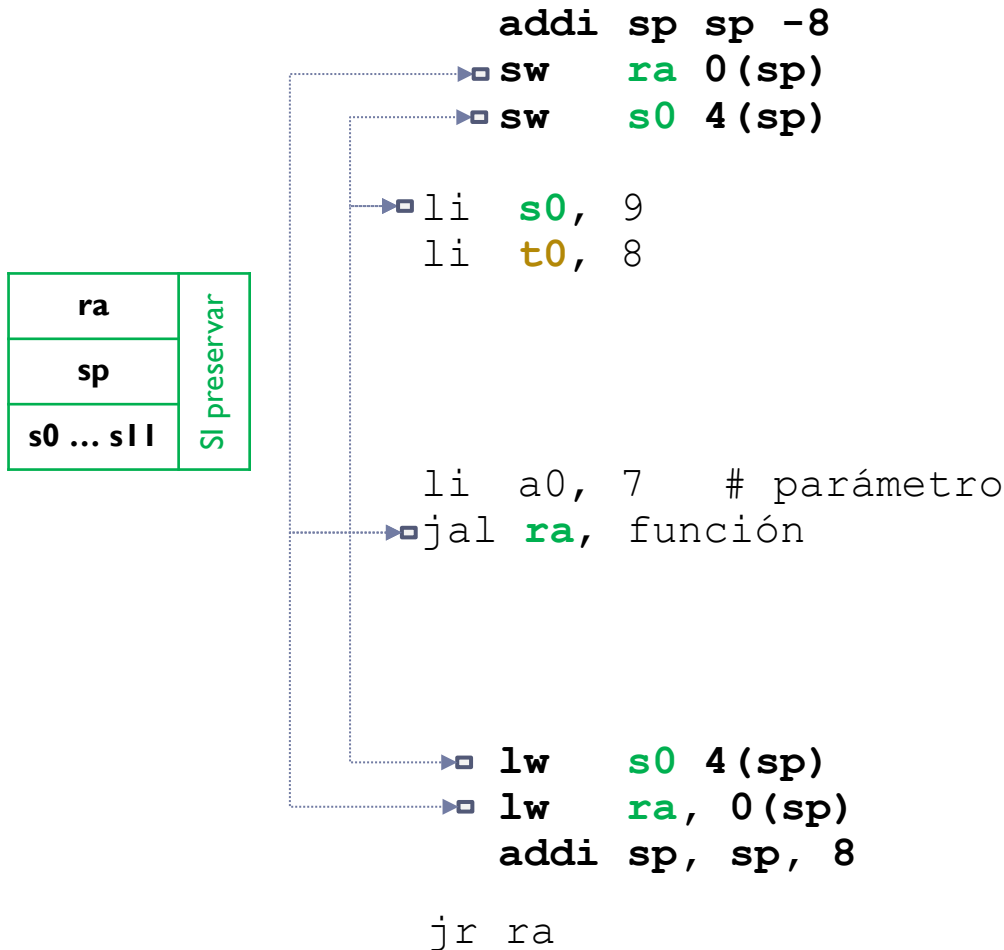 addi sp sp -8
sw ra 0(sp)
sw s0 4(sp)
li s0, 9
li t0, 8
ra
sp
s0 ... s11
SI preservar
li a0, 7 # parámetro
jal ra, función
lw s0 4(sp)
lw ra, 0(sp)
addi sp, sp, 8
jr ra